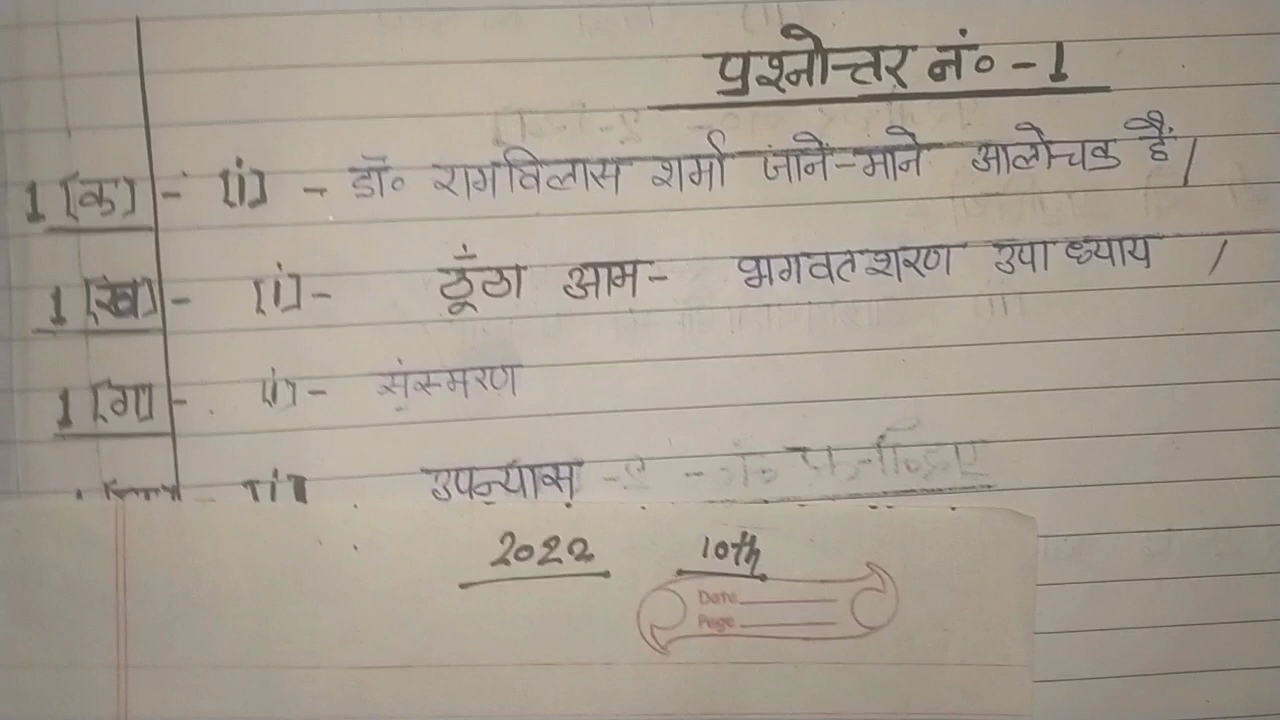 प्रश्नोत्तर नं० - 1
1 [क] - [i] - डॉ० रामविलास शर्मा जाने-माने आलोचक हैं।
1 [ख] - [i] - ठूँठा आम - भगवतशरण उपाध्याय ।
1 [ग] - [i] - संस्मरण
उपन्यास
2022 10th
Date
Page